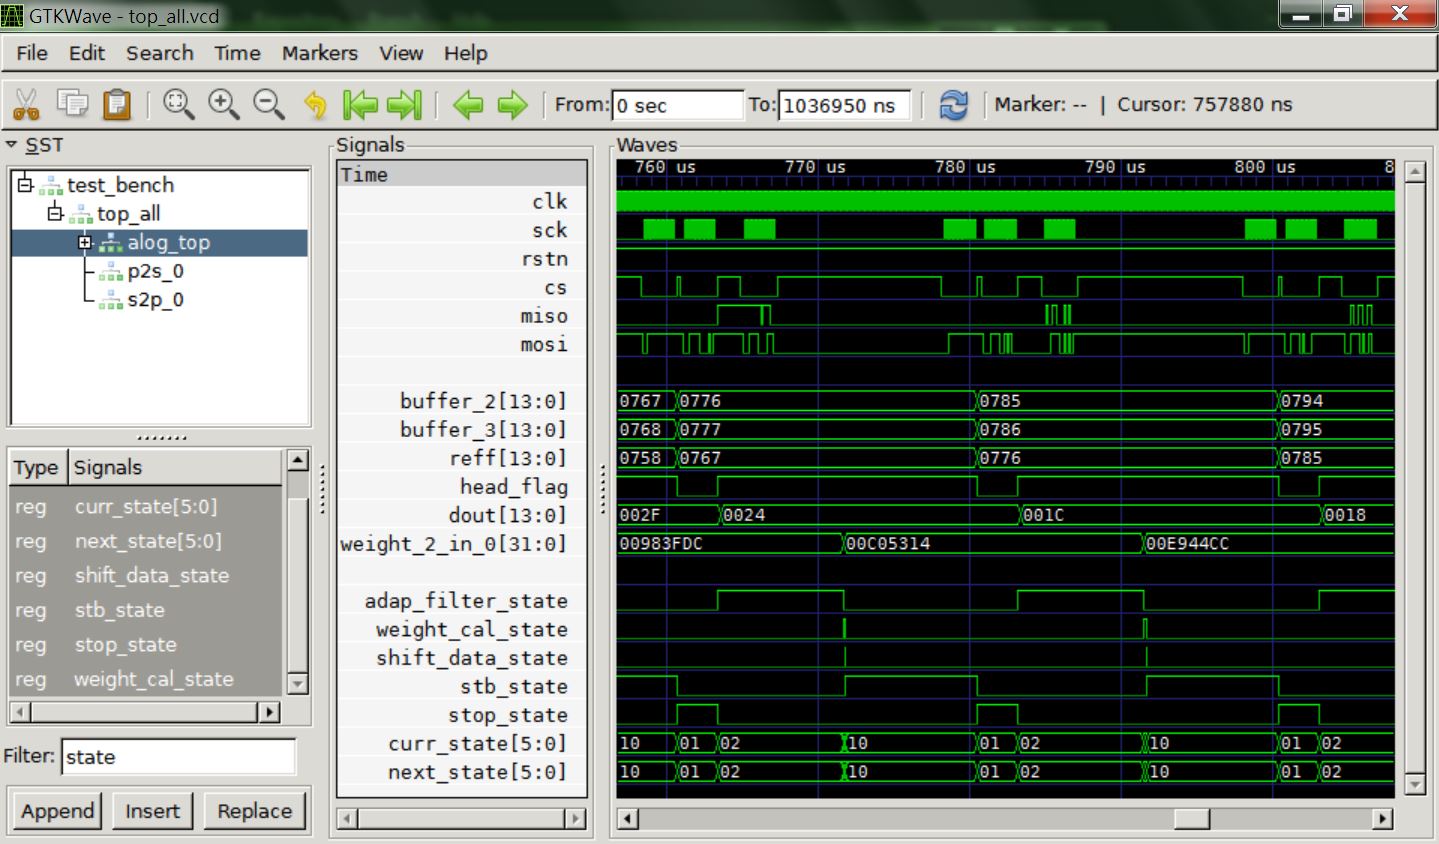 GTKWave - top_all.vcd
File Edit Search Time Markers View Help
From: 0 sec To: 1036950 ns Marker: -- | Cursor: 757880 ns
SST
test_bench
top_all
alog_top
p2s_0
s2p_0
Type Signals
reg curr_state[5:0]
reg next_state[5:0]
reg shift_data_state
reg stb_state
reg stop_state
reg weight_cal_state
Filter: state
Append Insert Replace
Signals
Time
clk
sck
rstn
cs
miso
mosi
buffer_2[13:0]
buffer_3[13:0]
reff[13:0]
head_flag
dout[13:0]
weight_2_in_0[31:0]
adap_filter_state
weight_cal_state
shift_data_state
stb_state
stop_state
curr_state[5:0]
next_state[5:0]
Waves
760 us 770 us 780 us 790 us 800 us 8
0767 0776 0785 0794
0768 0777 0786 0795
0758 0767 0776 0785
002F 0024 001C 0018
00983FDC 00C05314 00E944CC
10 01 02 10 01 02 10 01 02
10 01 02 10 01 02 10 01 02